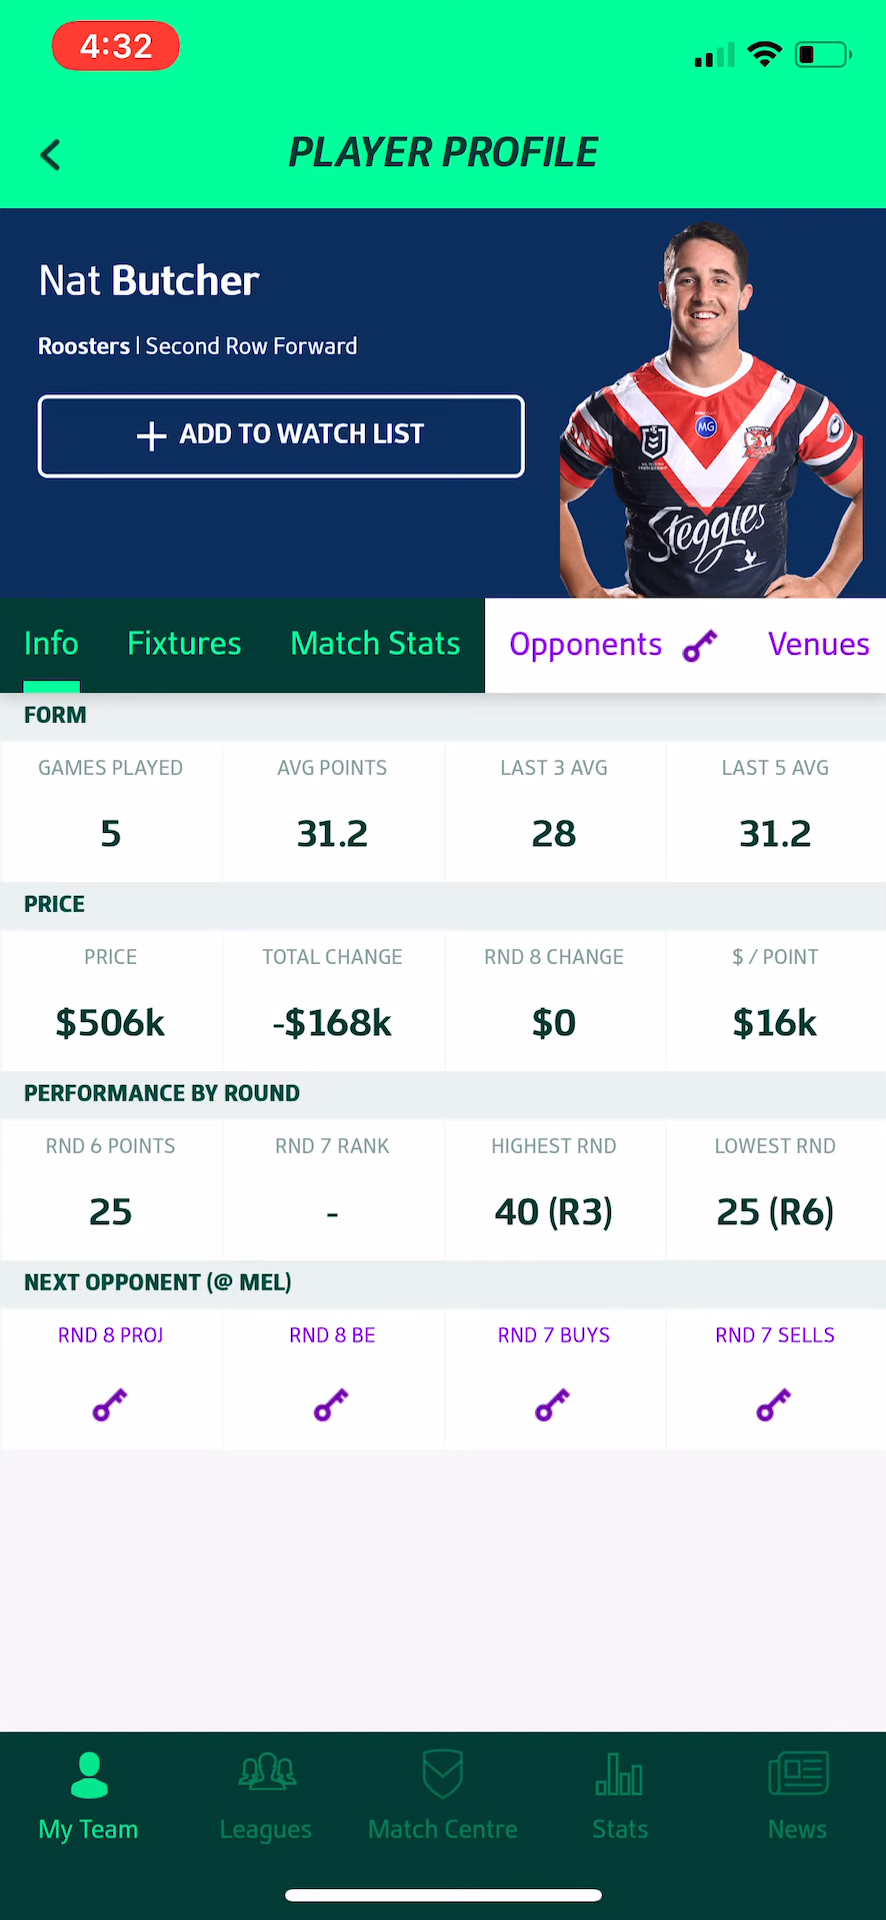 4:32
PLAYER PROFILE
Nat Butcher
Roosters | Second Row Forward
+ ADD TO WATCH LIST
MG
Steggles
Info Fixtures Match Stats Opponents Venues
FORM
GAMES PLAYED AVG POINTS LAST 3 AVG LAST 5 AVG
5 31.2 28 31.2
PRICE
PRICE TOTAL CHANGE RND 8 CHANGE $ / POINT
$506k -$168k $0 $16k
PERFORMANCE BY ROUND
RND 6 POINTS RND 7 RANK HIGHEST RND LOWEST RND
25 - 40 (R3) 25 (R6)
NEXT OPPONENT (@ MEL)
RND 8 PROJ RND 8 BE RND 7 BUYS RND 7 SELLS
My Team Leagues Match Centre Stats News